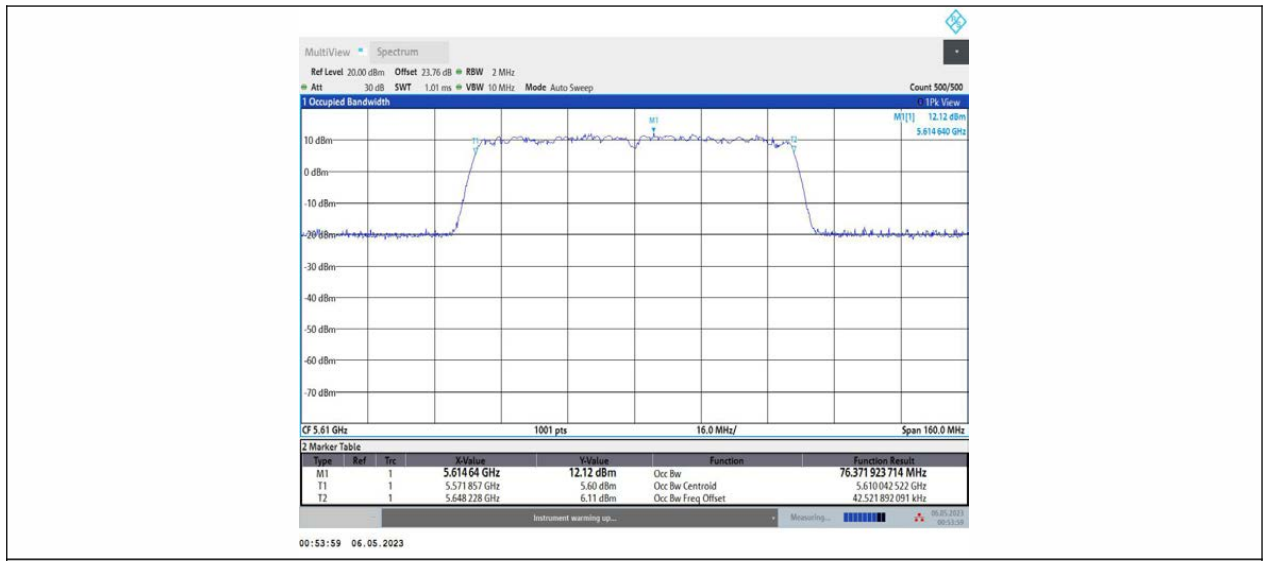 MultiView Spectrum
Ref Level 20.00 dBm Offset 23.76 dB RBW 2 MHz
Att 30 dB SWT 1.01 ms VBW 10 MHz Mode Auto Sweep Count 500/500
1 Occupied Bandwidth 1Pk View
M1[1] 12.12 dBm
5.614 640 GHz
M1
10 dBm
T1 T2
0 dBm
-10 dBm
-20 dBm
-30 dBm
-40 dBm
-50 dBm
-60 dBm
-70 dBm
CF 5.61 GHz 1001 pts 16.0 MHz/ Span 160.0 MHz
2 Marker Table
Type Ref Trc X-Value Y-Value Function Function Result
M1 1 5.614 64 GHz 12.12 dBm Occ Bw 76.371 923 714 MHz
T1 1 5.571 857 GHz 5.60 dBm Occ Bw Centroid 5.610 042 522 GHz
T2 1 5.648 228 GHz 6.11 dBm Occ Bw Freq Offset 42.521 892 091 kHz
Instrument warming up... Measuring... 06.05.2023
00:53:59
00:53:59 06.05.2023